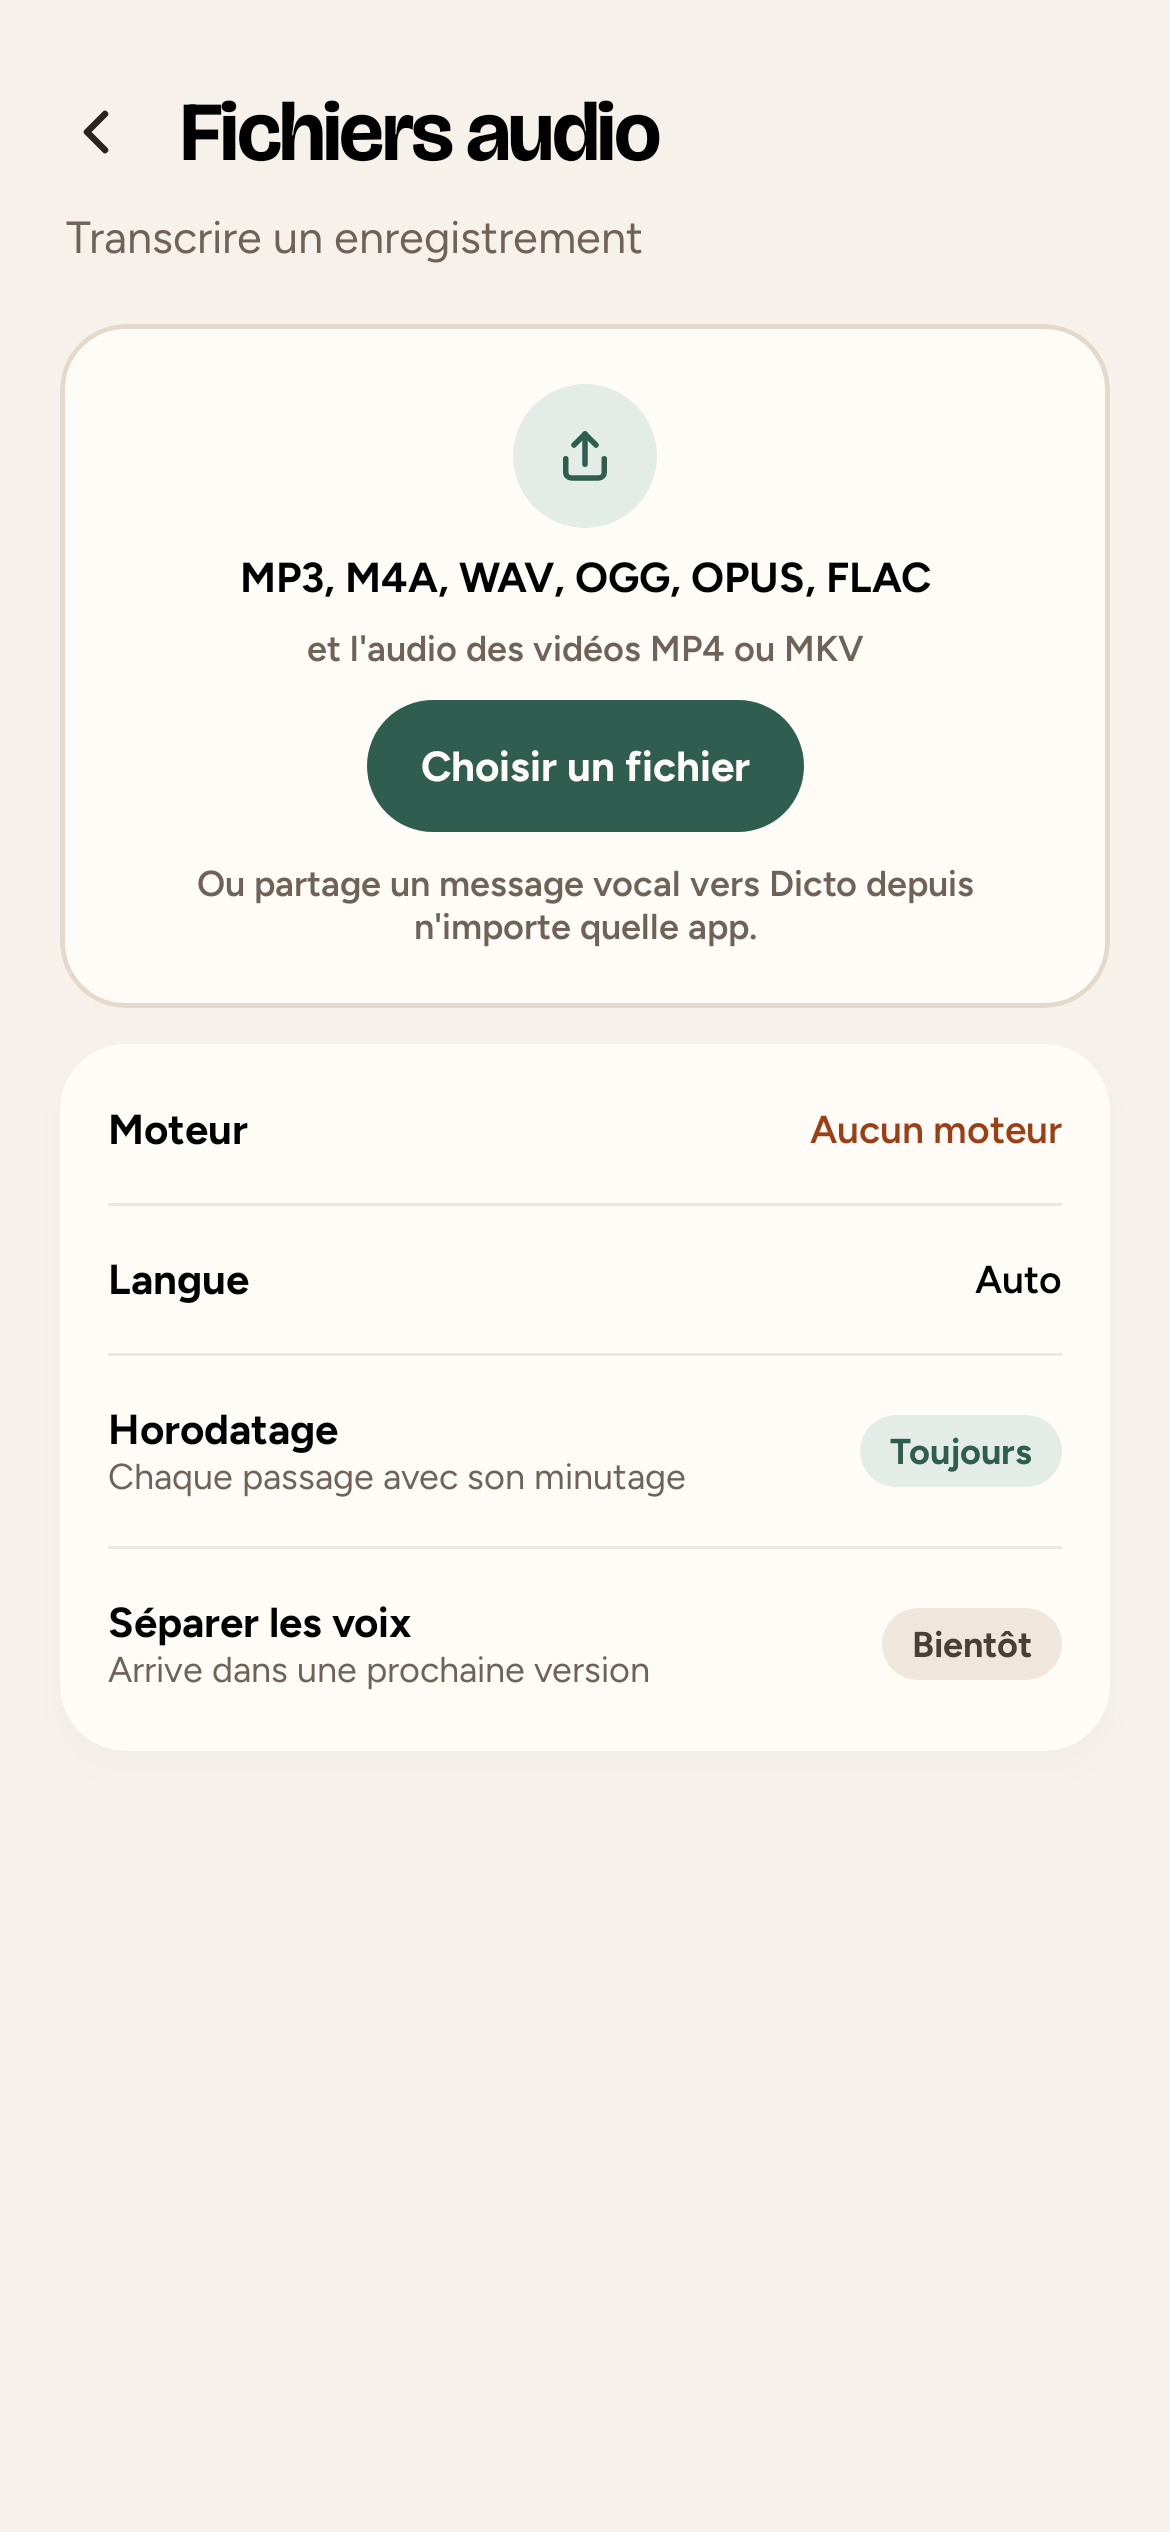 Fichiers audio
Transcrire un enregistrement
MP3, M4A, WAV, OGG, OPUS, FLAC
et l'audio des vidéos MP4 ou MKV
Choisir un fichier
Ou partage un message vocal vers Dicto depuis
n'importe quelle app.
Moteur
Aucun moteur
Langue
Auto
Horodatage
Chaque passage avec son minutage
Toujours
Séparer les voix
Arrive dans une prochaine version
Bientôt